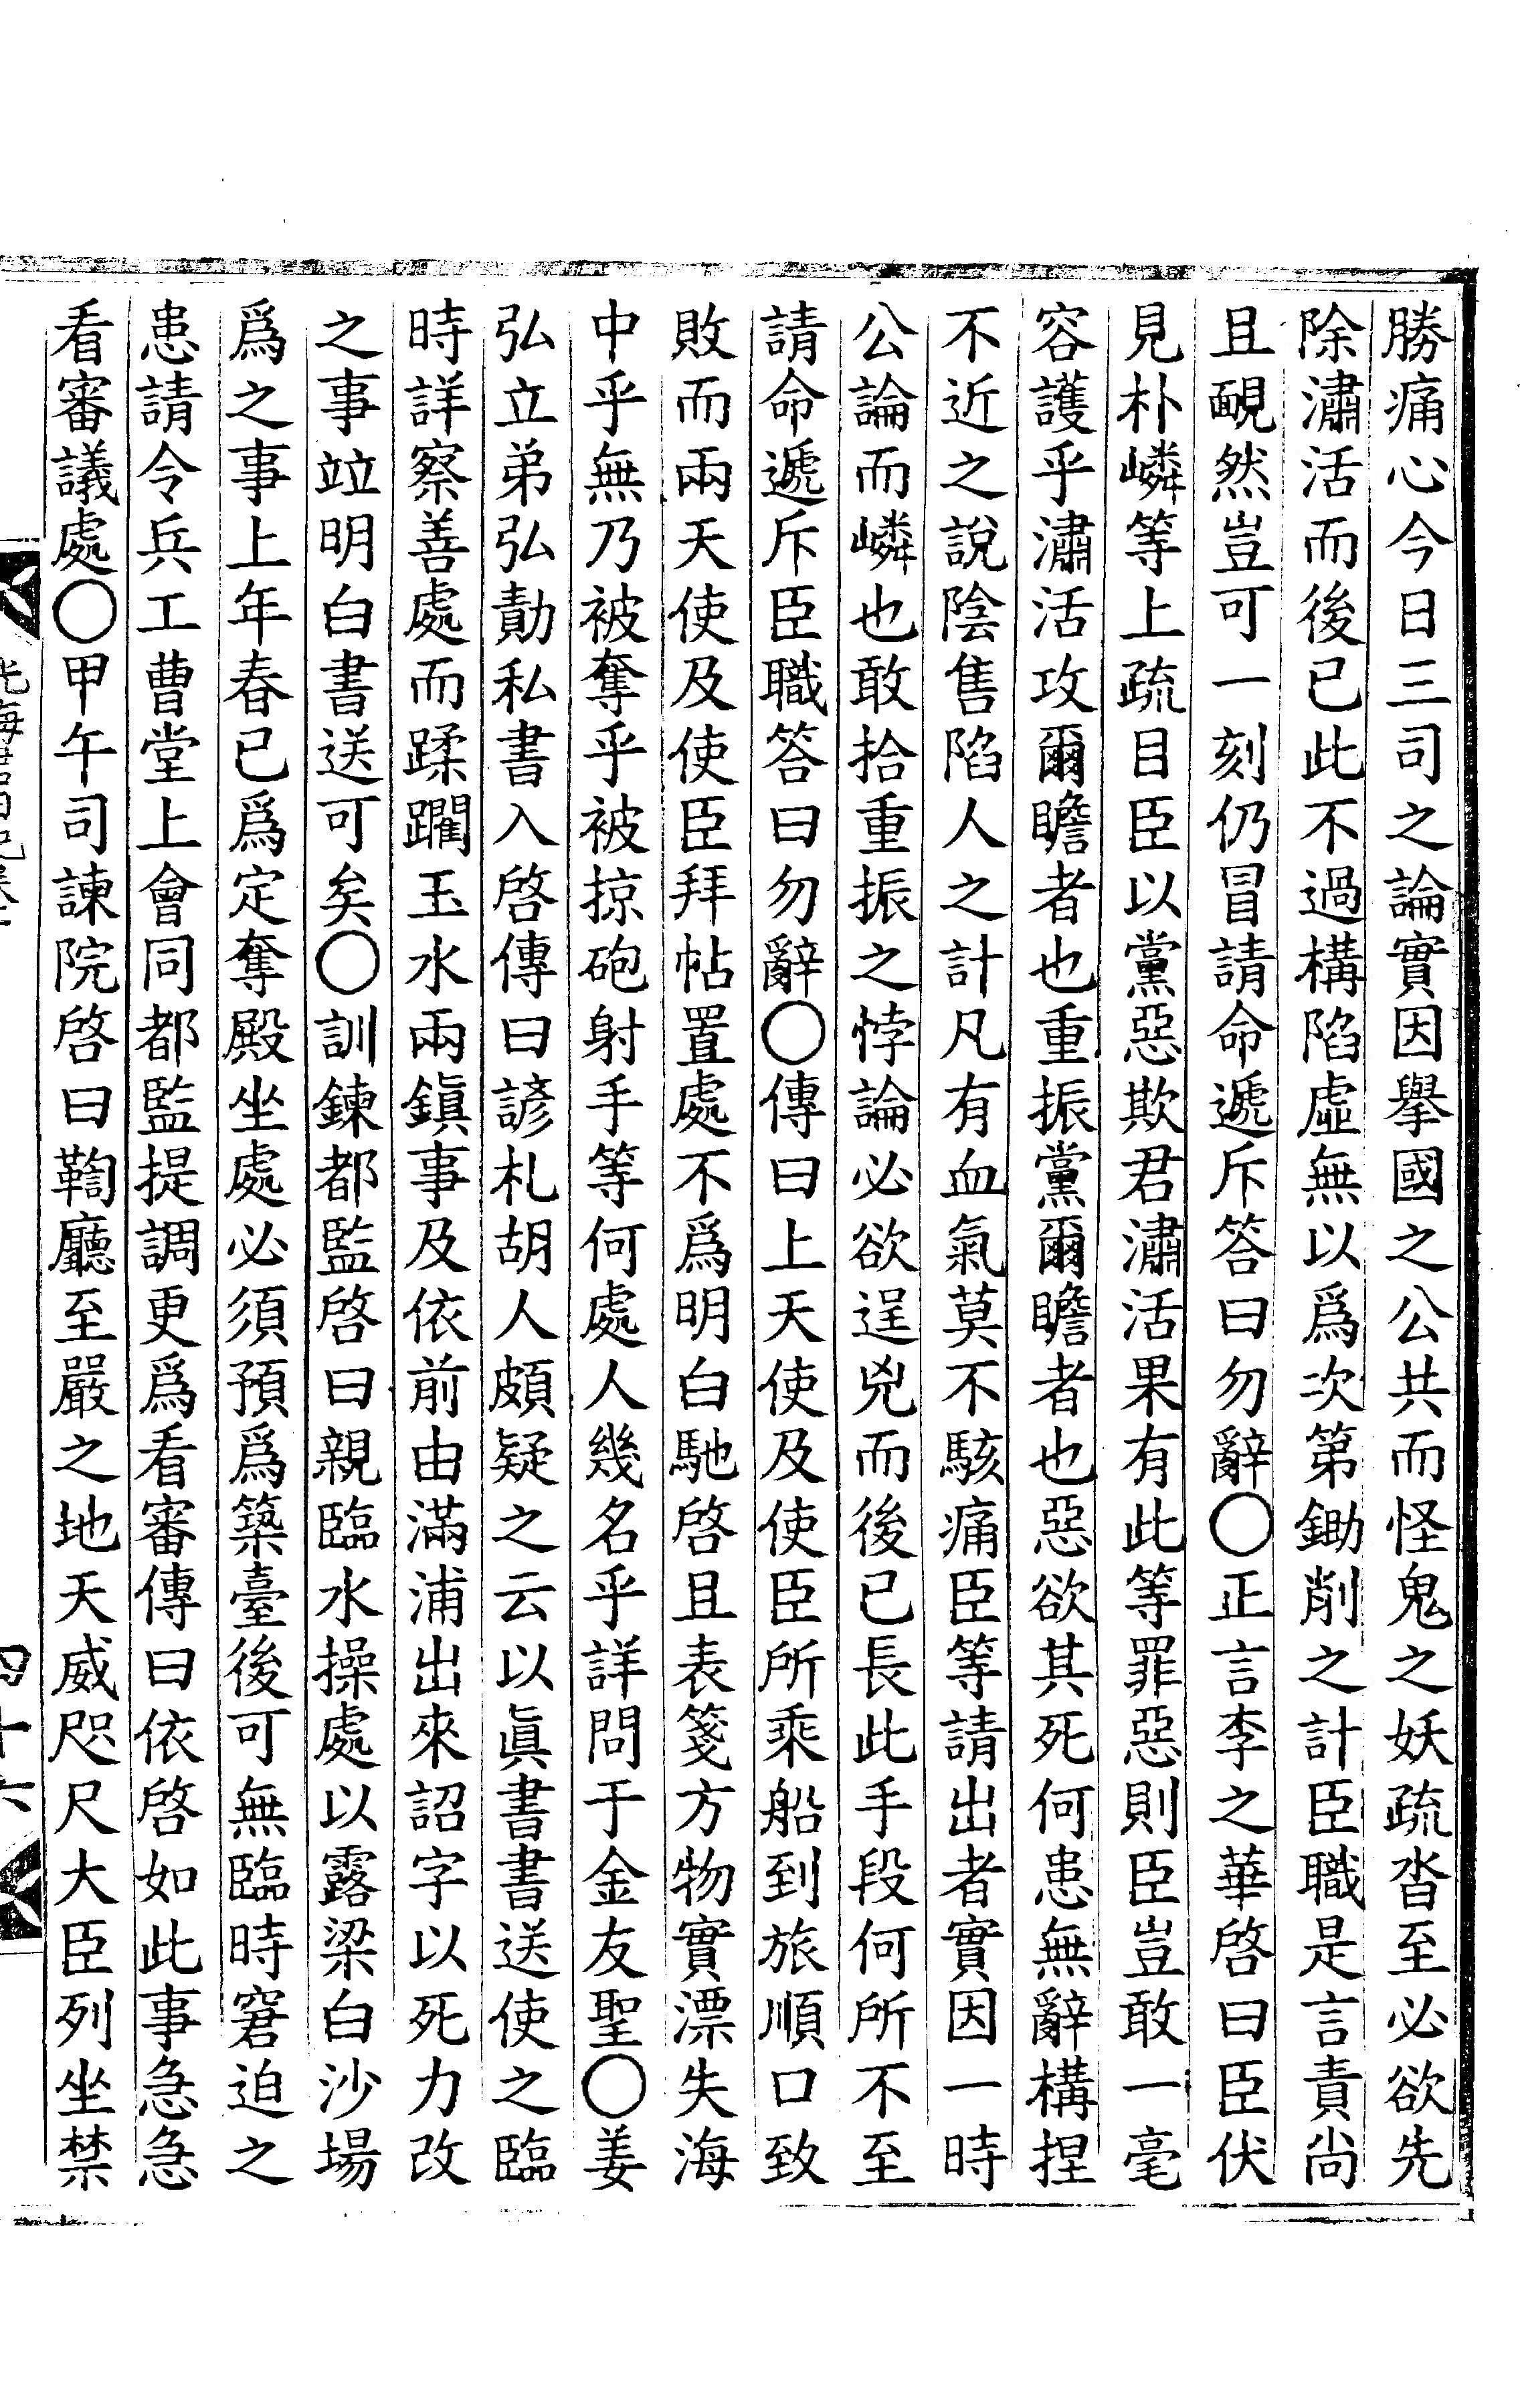 勝痛心今日三司之論實因擧國之公共而怪鬼之妖疏沓至必欲先
除潚活而後已此不過構陷虛無以爲次第鋤削之計臣職是言責尙
且靦然豈可一刻仍冒請命遞斥答曰勿辭○正言李之華啓曰臣伏
見朴嶙等上疏目臣以黨惡欺君潚活果有此等罪惡則臣豈敢一毫
容護乎潚活攻爾瞻者也重振黨爾瞻者也惡欲其死何患無辭構捏
不近之說陰售陷人之計凡有血氣莫不駭痛臣等請出者實因一時
公論而嶙也敢拾重振之悖論必欲逞兇而後已長此手段何所不至
請命遞斥臣職答曰勿辭○傳曰上天使及使臣所乘船到旅順口致
敗而兩天使及使臣拜帖置處不爲明白馳啓且表箋方物實漂失海
中乎無乃被奪乎被掠砲射手等何處人幾名乎詳問于金友聖○姜
弘立弟弘勣私書入啓傳曰諺札胡人頗疑之云以眞書書送使之臨
時詳察善處而蹂躪玉水兩鎭事及依前由滿浦出來詔字以死力改
之事竝明白書送可矣○訓鍊都監啓曰親臨水操處以露梁白沙場
爲之事上年春已爲定奪殿坐處必須預爲築臺後可無臨時窘迫之
患請令兵工曹堂上會同都監提調更爲看審傳曰依啓如此事急急
看審議處○甲午司諫院啓曰鞫廳至嚴之地天威咫尺大臣列坐禁